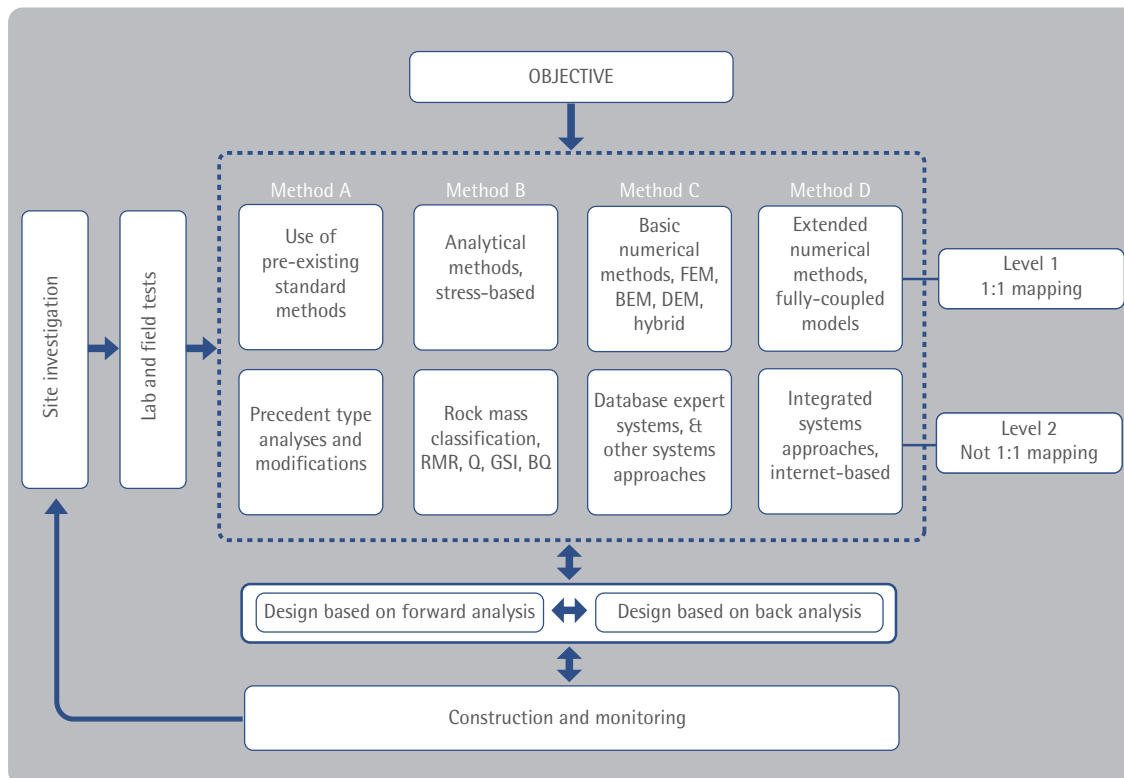 OBJECTIVE
Method A
Method B
Method C
Method D
Use of
pre-existing
standard
methods
Analytical
methods,
stress-based
Basic
numerical
methods, FEM,
BEM, DEM,
hybrid
Extended
numerical
methods,
fully-coupled
models
Level 1
1:1 mapping
Site investigation
Lab and field tests
Precedent type
analyses and
modifications
Rock mass
classification,
RMR, Q, GSI, BQ
Database expert
systems, &
other systems
approaches
Integrated
systems
approaches,
internet-based
Level 2
Not 1:1 mapping
Design based on forward analysis
Design based on back analysis
Construction and monitoring